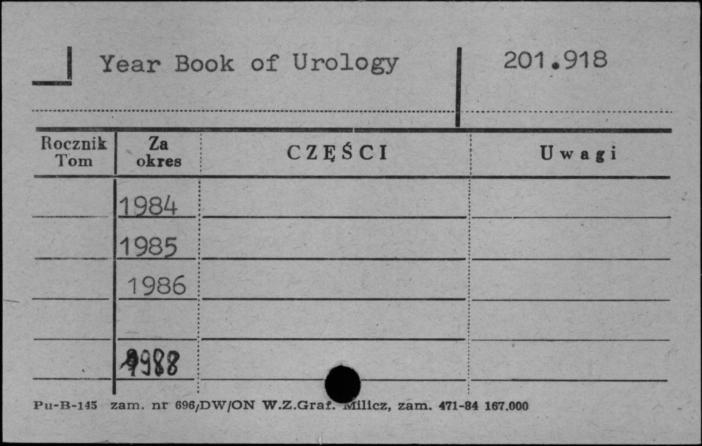 Year Book of Urology 201.918
Rocznik Tom Za okres CZĘŚCI Uwagi
1984
1985
1986
1988
Pu-B-145 zam. nr 696/DW/ON W.Z.Graf. Milicz, zam. 471-84 167.000